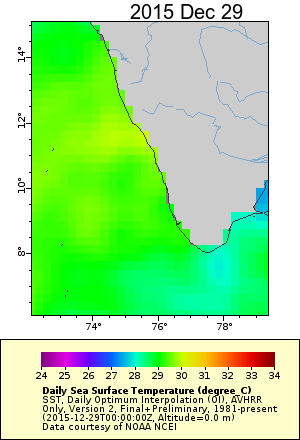 2015 Dec 29
14°
12°
10°
8°
74° 76° 78°
24 25 26 27 28 29 30 31 32 33 34
Daily Sea Surface Temperature (degree_C)
SST, Daily Optimum Interpolation (OI), AVHRR
Only, Version 2, Final+Preliminary, 1981-present
(2015-12-29T00:00:00Z, Altitude=0.0 m)
Data courtesy of NOAA NCEI